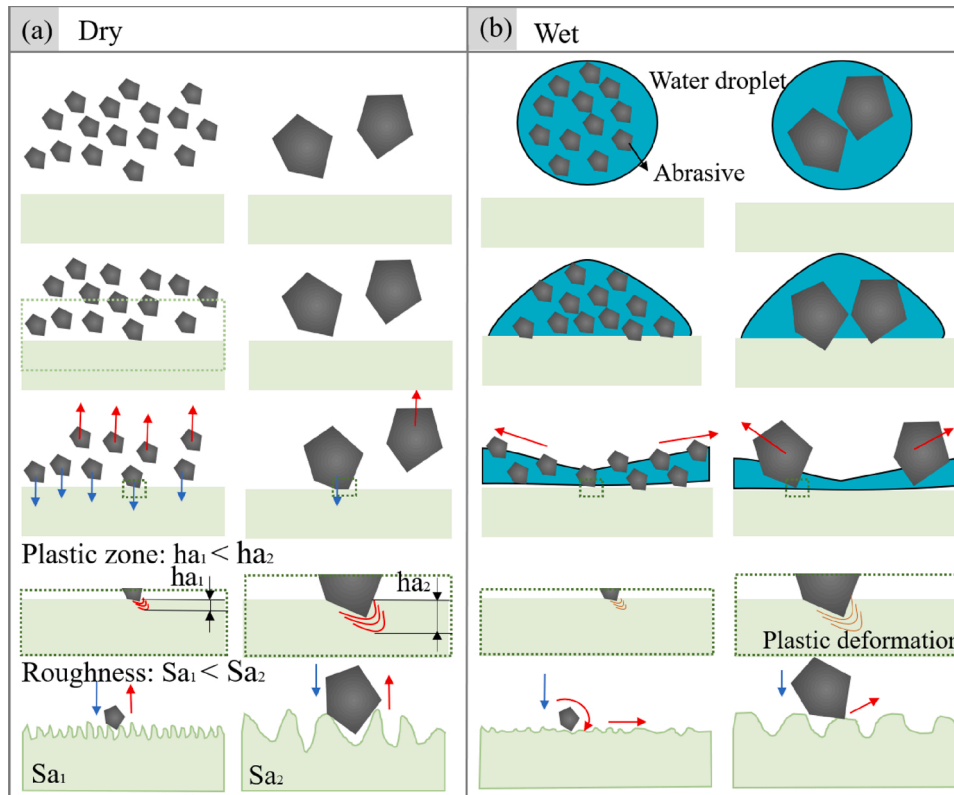 (a) Dry
(b) Wet
Water droplet
Abrasive
Plastic zone: ha₁ < ha₂
ha₁
ha₂
Plastic deformation
Roughness: Sa₁ < Sa₂
Sa₁
Sa₂